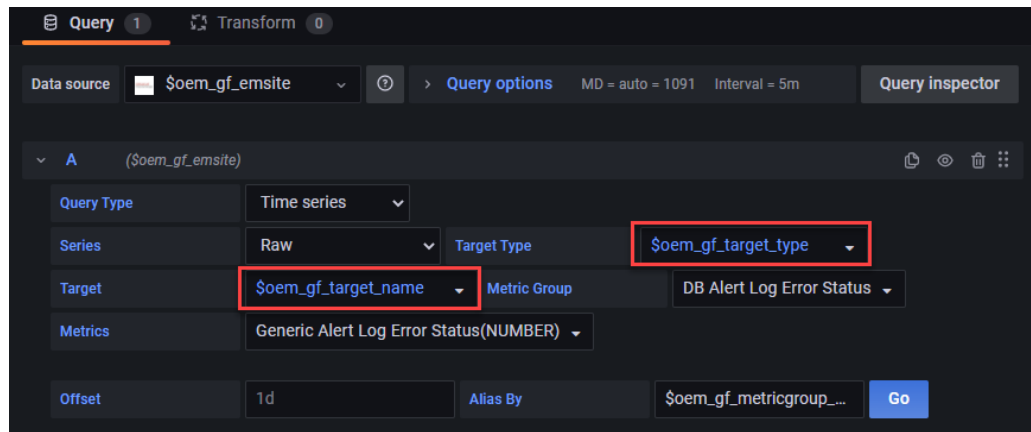 Query 1 Transform 0
Data source $oem_gf_emsite Query options MD = auto = 1091 Interval = 5m Query inspector
A ($oem_gf_emsite)
Query Type Time series
Series Raw Target Type $oem_gf_target_type
Target $oem_gf_target_name Metric Group DB Alert Log Error Status
Metrics Generic Alert Log Error Status(NUMBER)
Offset 1d Alias By $oem_gf_metricgroup_... Go